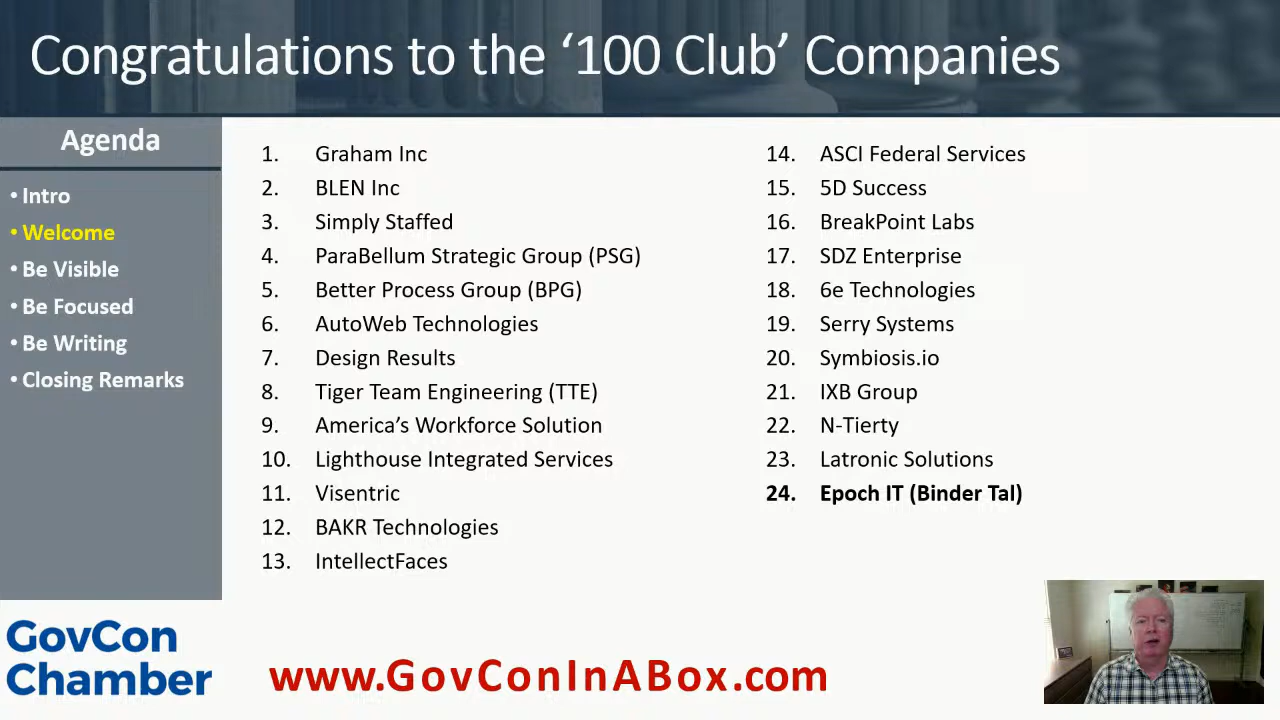 Congratulations to the ‘100 Club’ Companies
Agenda
• Intro
• Welcome
• Be Visible
• Be Focused
• Be Writing
• Closing Remarks
1. Graham Inc
2. BLEN Inc
3. Simply Staffed
4. ParaBellum Strategic Group (PSG)
5. Better Process Group (BPG)
6. AutoWeb Technologies
7. Design Results
8. Tiger Team Engineering (TTE)
9. America’s Workforce Solution
10. Lighthouse Integrated Services
11. Visentric
12. BAKR Technologies
13. IntellectFaces
14. ASCI Federal Services
15. 5D Success
16. BreakPoint Labs
17. SDZ Enterprise
18. 6e Technologies
19. Serry Systems
20. Symbiosis.io
21. IXB Group
22. N-Tierty
23. Latronic Solutions
24. Epoch IT (Binder Tal)
GovCon
Chamber
www.GovConInABox.com